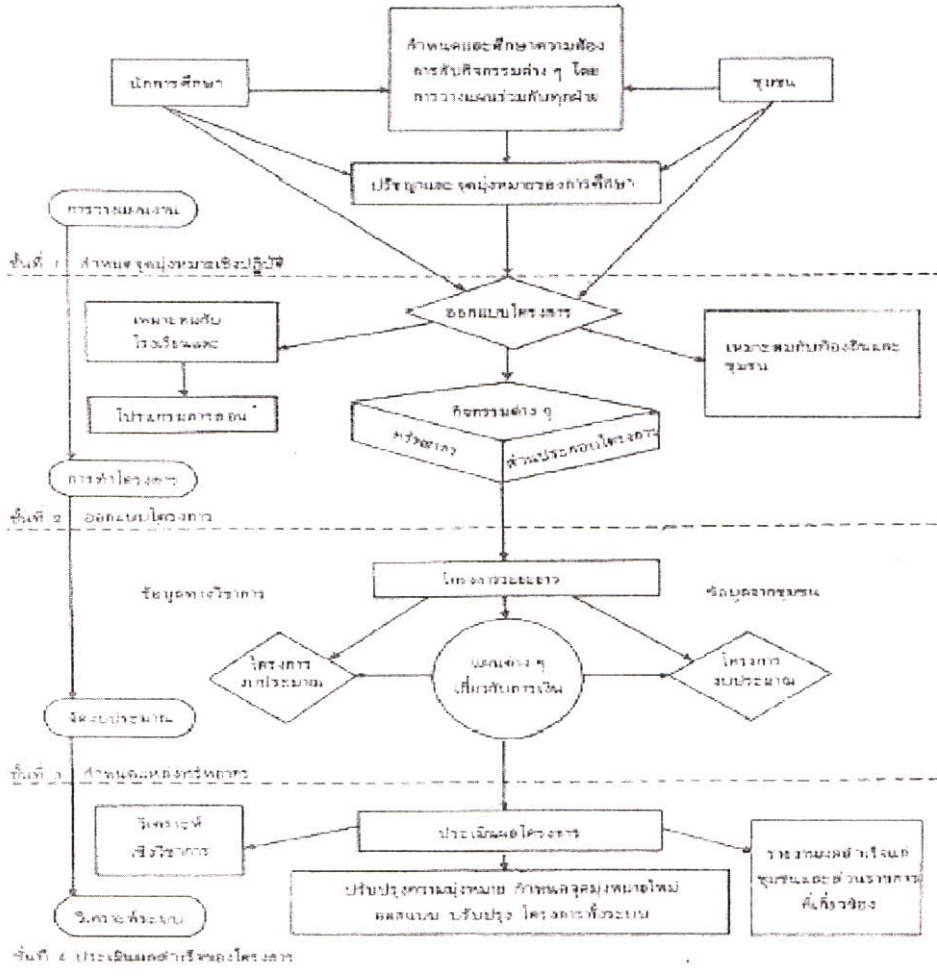 กำหนดและศึกษาความต้อง
การกับกิจกรรมต่าง ๆ โดย
การวางแผนร่วมกับทุกฝ่าย
นักการศึกษา
ชุมชน
ปรัชญาและจุดมุ่งหมายของการศึกษา
การวางแผนงาน
ขั้นที่ 1 กำหนดจุดมุ่งหมายเชิงปฏิบัติ
ออกแบบโครงการ
เหมาะสมกับ
โรงเรียนและ
เหมาะสมกับท้องถิ่นและ
ชุมชน
โปรแกรมการสอน
กิจกรรมต่าง ๆ
ทรัพยากร
ส่วนประกอบโครงการ
การทำโครงการ
ขั้นที่ 2 ออกแบบโครงการ
โครงการระยะยาว
ข้อมูลทางวิชาการ
ข้อมูลจากชุมชน
โครงการ
งบประมาณ
แผนต่าง ๆ
เกี่ยวกับการเงิน
โครงการ
งบประมาณ
จัดงบประมาณ
ขั้นที่ 3 กำหนดแหล่งทรัพยากร
วิเคราะห์
เชิงวิชาการ
ประเมินผลโครงการ
รายงานผลสำเร็จแก่
ชุมชนและส่วนราชการ
ที่เกี่ยวข้อง
ปรับปรุงความมุ่งหมาย กำหนดจุดมุ่งหมายใหม่
ออกแบบ ปรับปรุง โครงการทั้งระบบ
วิเคราะห์ระบบ
ขั้นที่ 4 ประเมินผลสำเร็จของโครงการ